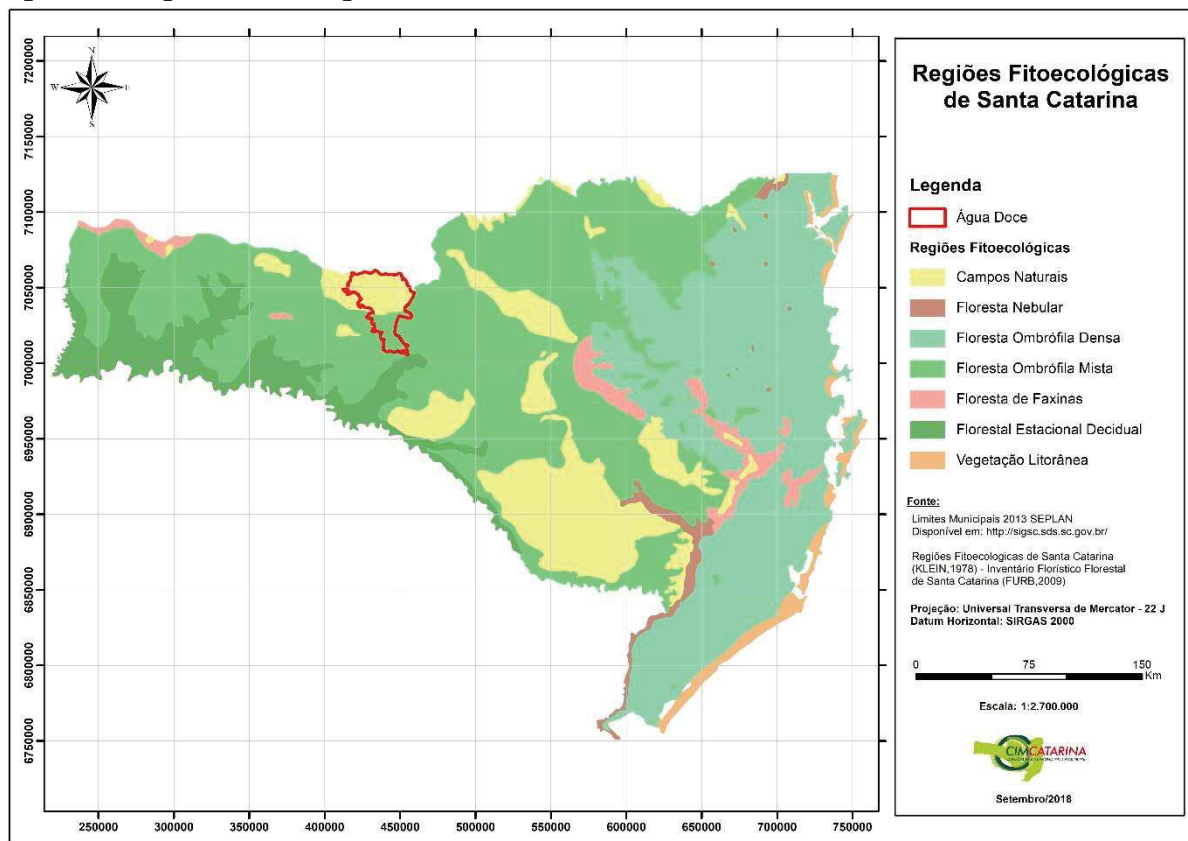 N
W
E
S
7200000
7150000
7100000
7050000
7000000
6950000
6900000
6850000
6800000
6750000
250000 300000 350000 400000 450000 500000 550000 600000 650000 700000 750000
Regiões Fitoecológicas
de Santa Catarina
Legenda
Água Doce
Regiões Fitoecológicas
Campos Naturais
Floresta Nebular
Floresta Ombrófila Densa
Floresta Ombrófila Mista
Floresta de Faxinas
Florestal Estacional Decidual
Vegetação Litorânea
Fonte:
Limites Municipais 2013 SEPLAN
Disponível em: http://sigsc.sds.sc.gov.br/
Regiões Fitoecologicas de Santa Catarina
(KLEIN,1978) - Inventário Florístico Florestal
de Santa Catarina (FURB,2009)
Projeção: Universal Transversa de Mercator - 22 J
Datum Horizontal: SIRGAS 2000
0 75 150
Km
Escala: 1:2.700.000
CIMCATARINA
Setembro/2018